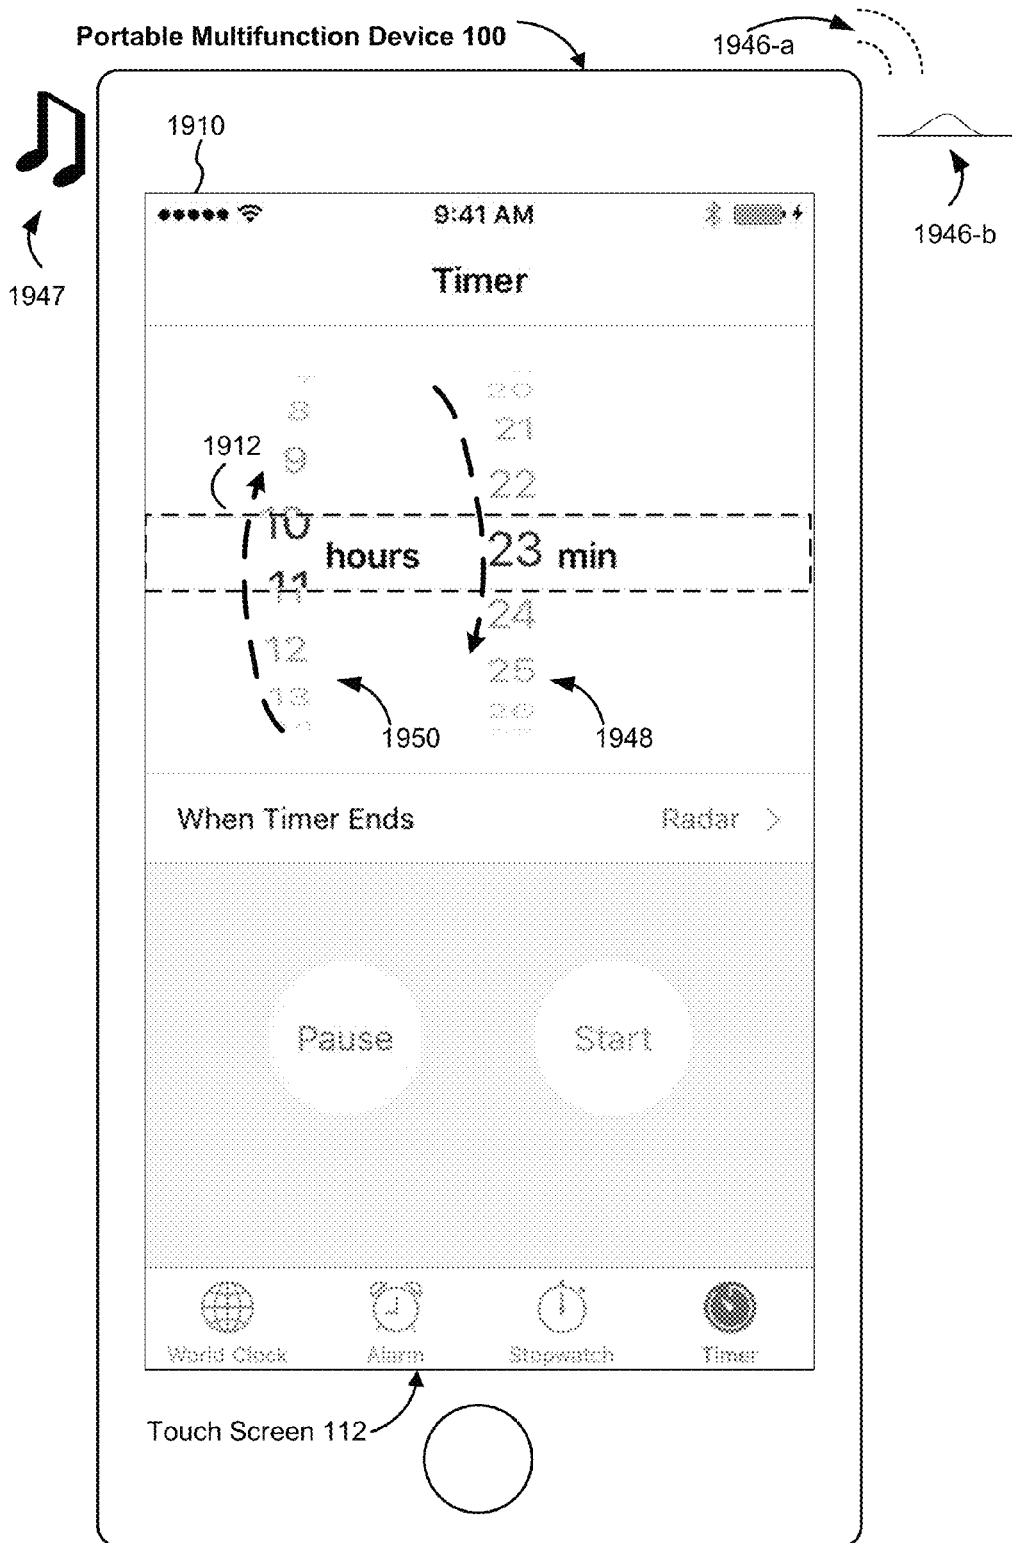 Portable Multifunction Device 100
1946-a
1910
1946-b
1947
9:41 AM
Timer
8
9
10
11
12
13
1912
hours
20
21
22
23 min
24
25
26
1950
1948
When Timer Ends
Radar >
Pause
Start
World Clock
Alarm
Stopwatch
Timer
Touch Screen 112